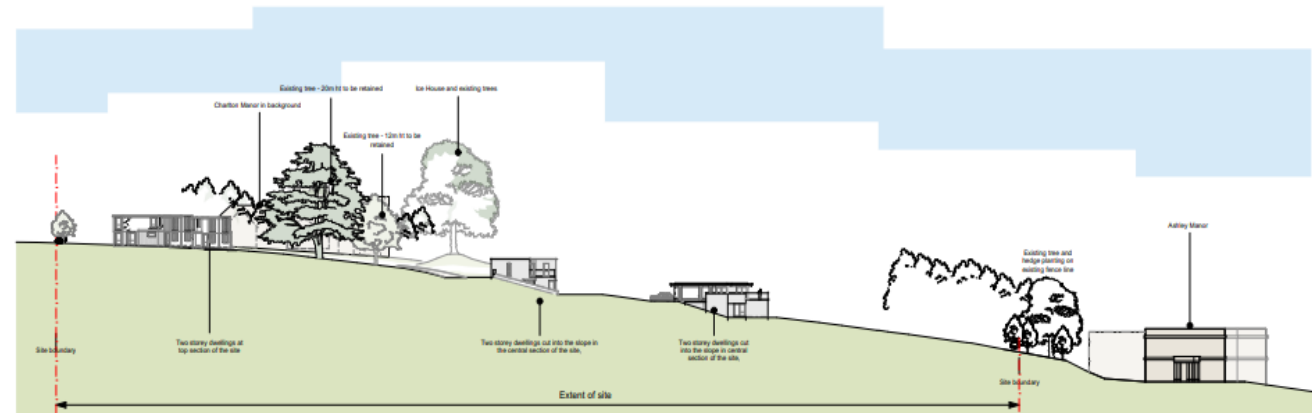 Existing tree - 20m ht to be retained
Ice House and existing trees
Charlton Manor in background
Existing tree - 12m ht to be
retained
Ashley Manor
Existing tree and
hedge planting on
existing fence line
Site boundary
Two storey dwellings at
top section of the site
Two storey dwellings cut into the slope in
the central section of the site,
Two storey dwellings cut
into the slope in central
section of the site,
Site boundary
Extent of site